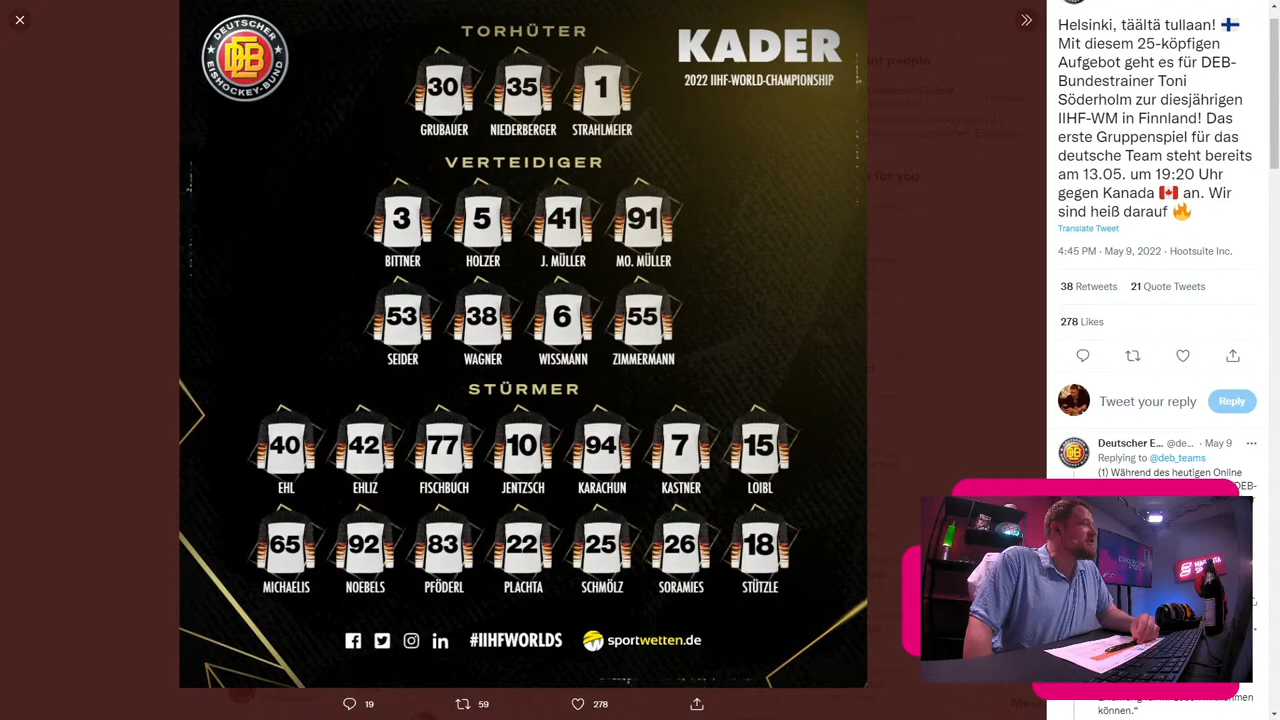 DEUTSCHER
DEB
EISHOCKEY-BUND
TORHÜTER
KADER
2022 IIHF-WORLD-CHAMPIONSHIP
30 35 1
GRUBAUER NIEDERBERGER STRAHLMEIER
VERTEIDIGER
3 5 41 91
BITTNER HOLZER J. MÜLLER MO. MÜLLER
53 38 6 55
SEIDER WAGNER WISSMANN ZIMMERMANN
STÜRMER
40 42 77 10 94 7 15
EHL EHLIZ FISCHBUCH JENTZSCH KARACHUN KASTNER LOIBL
65 92 83 22 25 26 18
MICHAELIS NOEBELS PFÖDERL PLACHTA SCHMÖLZ SORAMIES STÜTZLE
#IIHFWORLDS sportwetten.de
19 59 278
Helsinki, täältä tullaan!
Mit diesem 25-köpfigen
Aufgebot geht es für DEB-
Bundestrainer Toni
Söderholm zur diesjährigen
IIHF-WM in Finnland! Das
erste Gruppenspiel für das
deutsche Team steht bereits
am 13.05. um 19:20 Uhr
gegen Kanada an. Wir
sind heiß darauf
Translate Tweet
4:45 PM · May 9, 2022 · Hootsuite Inc.
38 Retweets 21 Quote Tweets
278 Likes
Tweet your reply Reply
Deutscher E... @de... · May 9
Replying to @deb_teams
(1) Während des heutigen Online
DEB-
können."